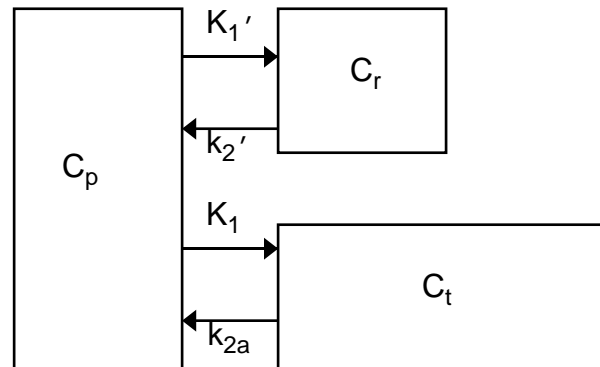 K₁′
Cᵣ
k₂′
Cₚ
K₁
Cₜ
k₂ₐ